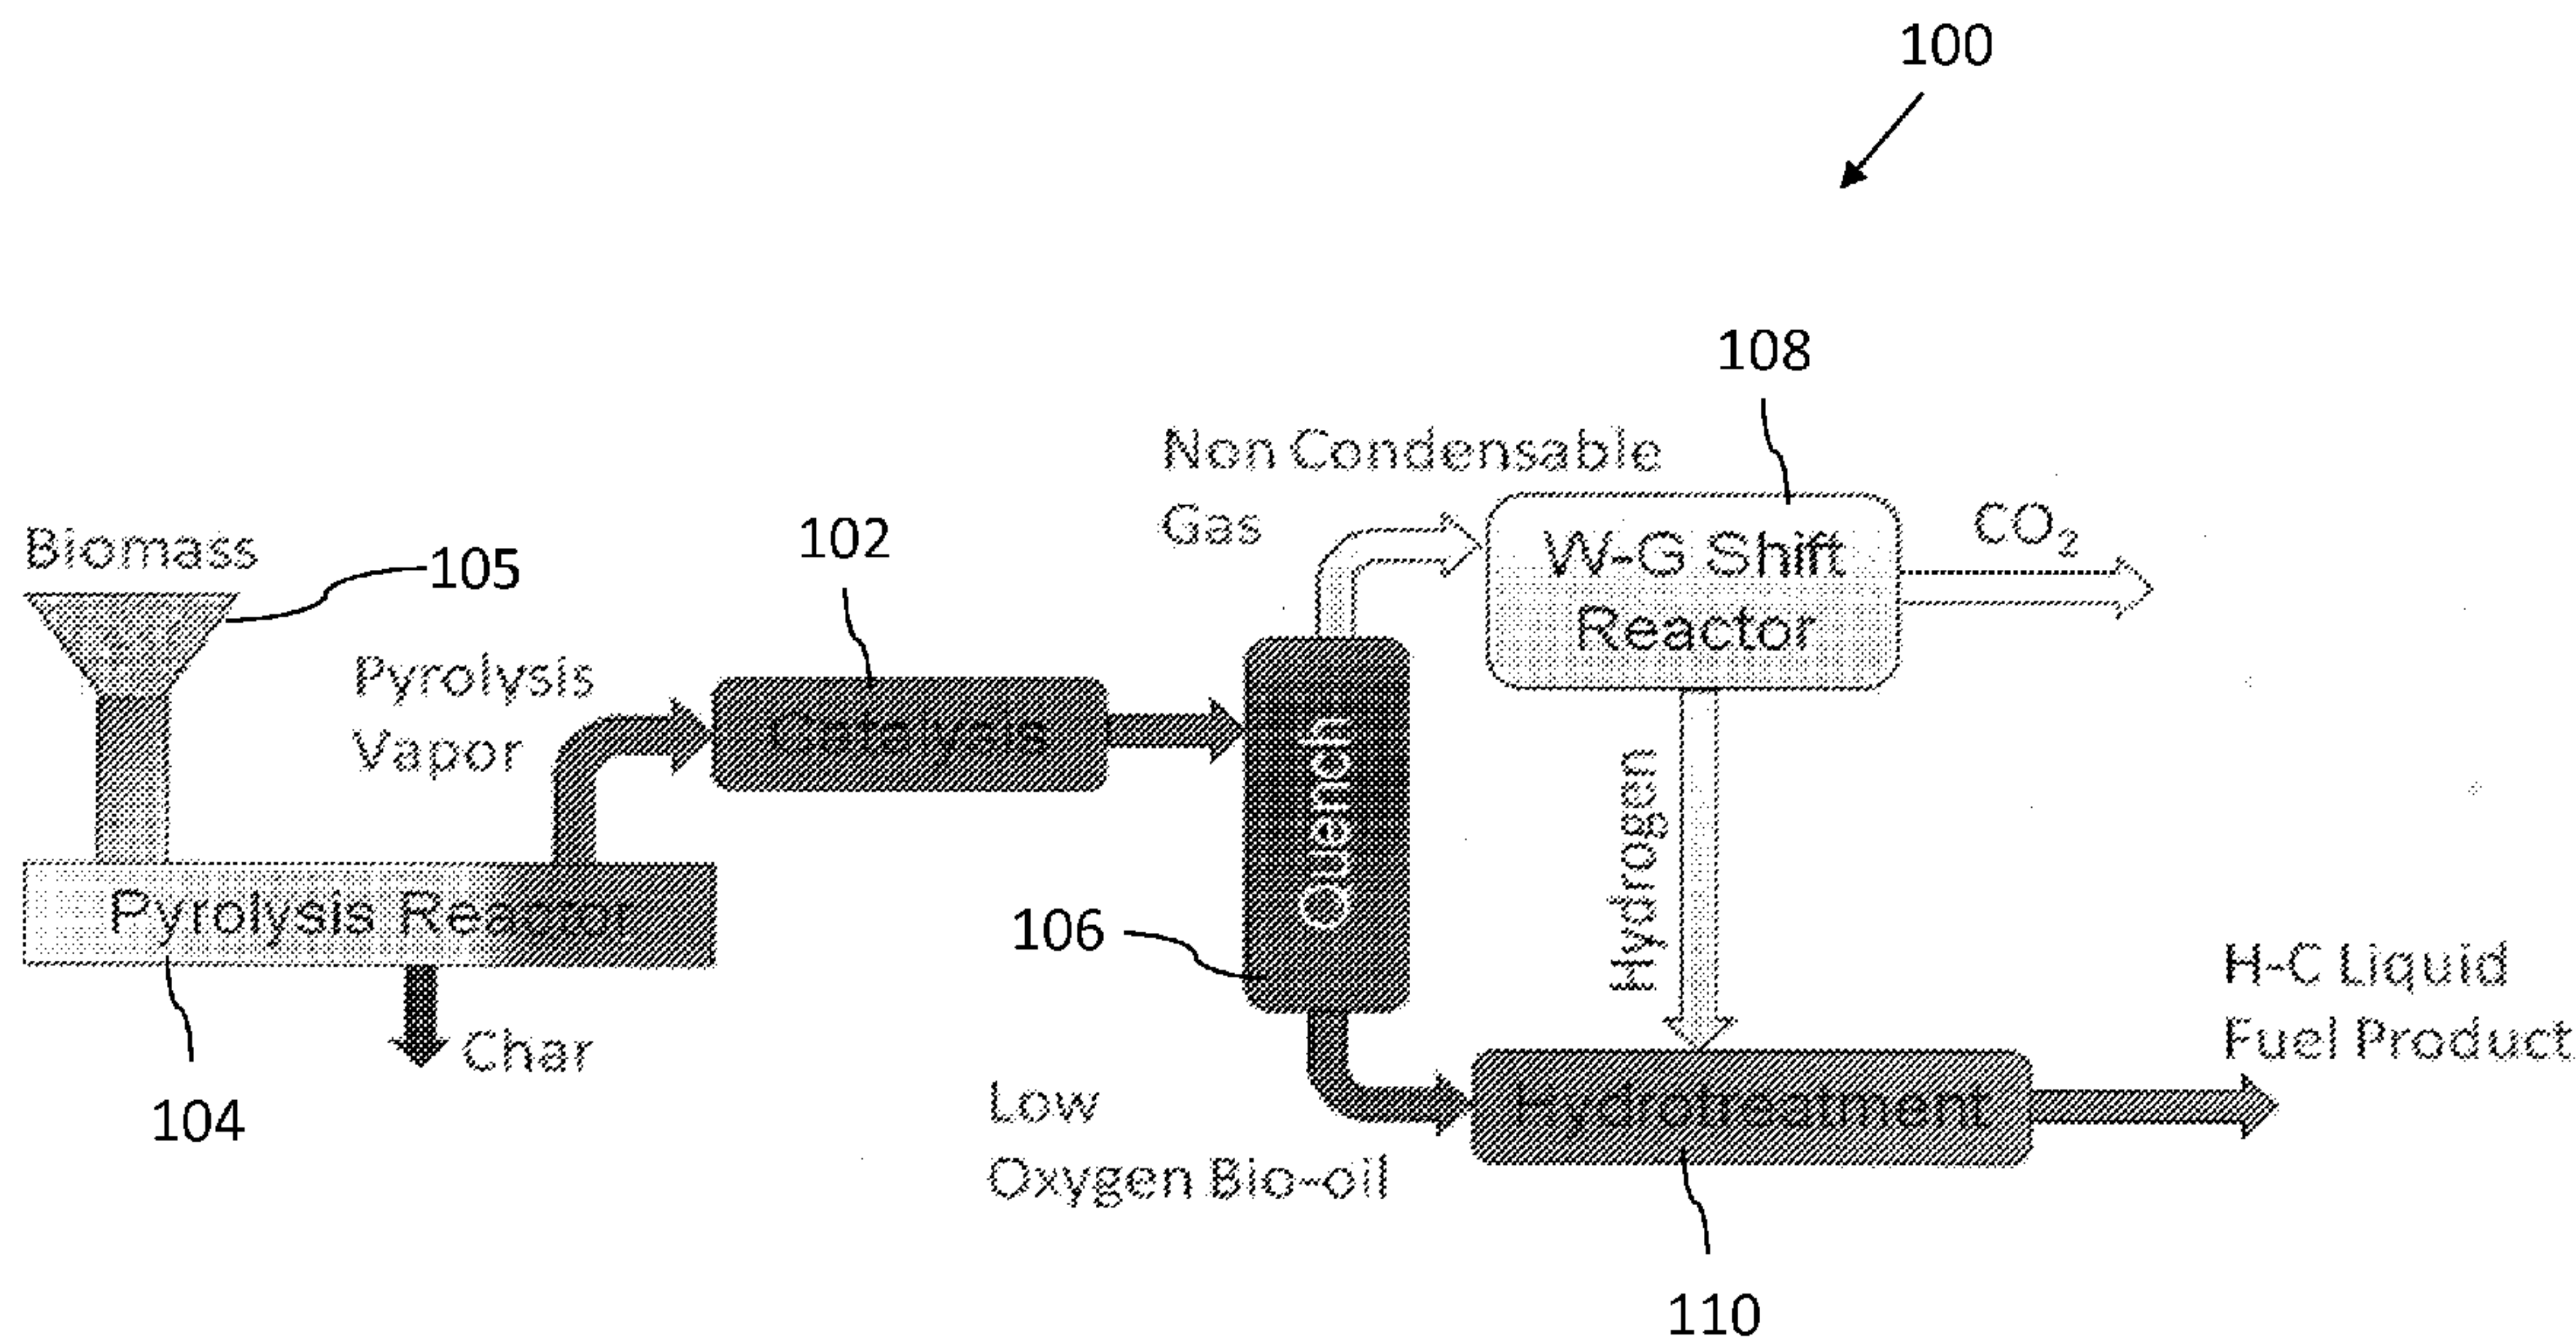 100
108
Non Condensable
Gas
W-G Shift
Reactor
CO₂
Biomass
105
102
Pyrolysis
Vapor
Catalysis
Quench
Hydrogen
Pyrolysis Reactor
106
Char
104
Low
Oxygen Bio-oil
Hydrotreatment
H-C Liquid
Fuel Product
110